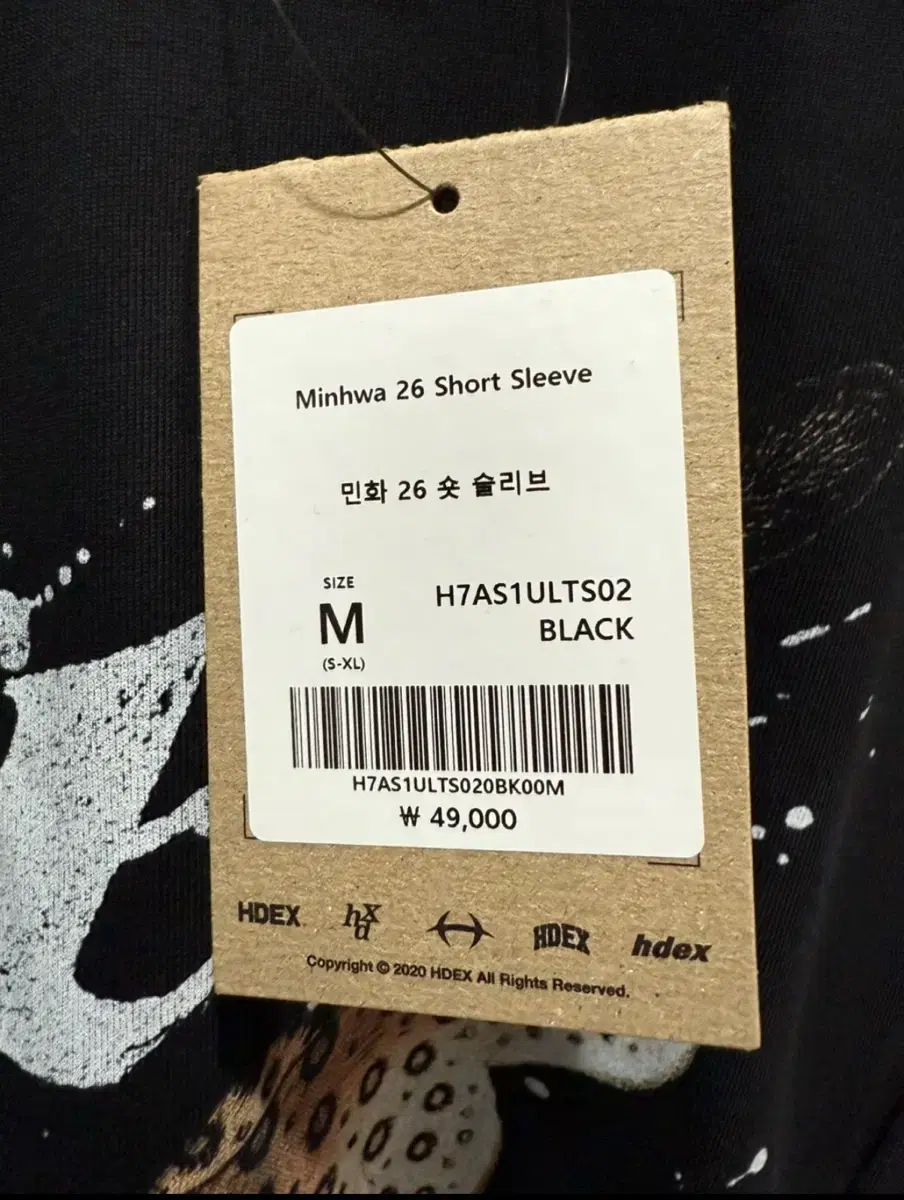 Minhwa 26 Short Sleeve
민화 26 숏 슬리브
SIZE
M
(S-XL)
H7AS1ULTS02
BLACK
H7AS1ULTS020BK00M
₩ 49,000
HDEX
hxd
HDEX
hdex
Copyright © 2020 HDEX All Rights Reserved.